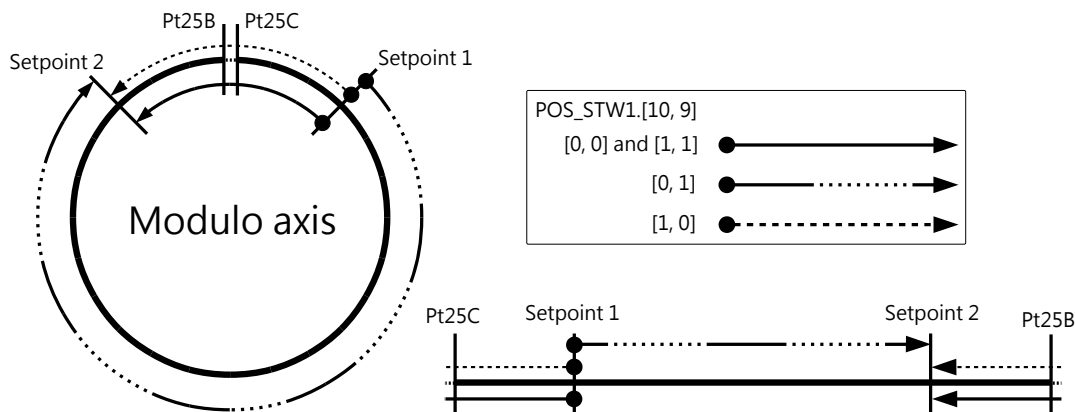 Pt25B Pt25C
Setpoint 2
Setpoint 1
Modulo axis
POS_STW1.[10, 9]
[0, 0] and [1, 1]
[0, 1]
[1, 0]
Pt25C
Setpoint 1
Setpoint 2
Pt25B